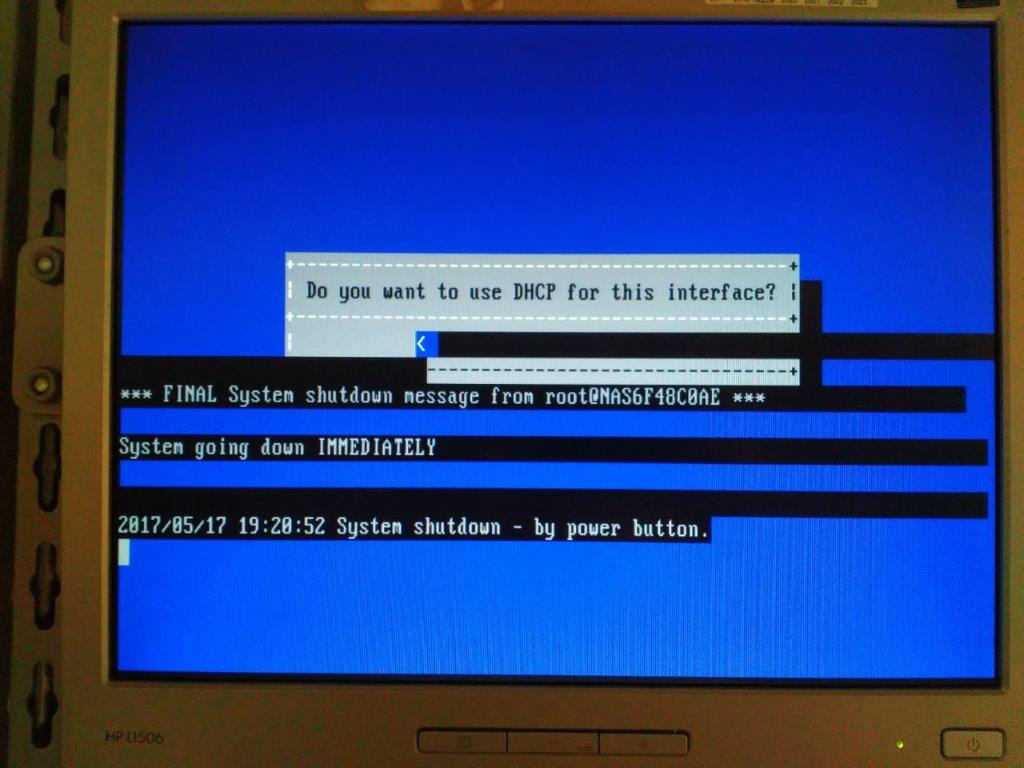 Do you want to use DHCP for this interface?
<
*** FINAL System shutdown message from root@NAS6F48C0AE ***
System going down IMMEDIATELY
2017/05/17 19:20:52 System shutdown - by power button.
HP L1506